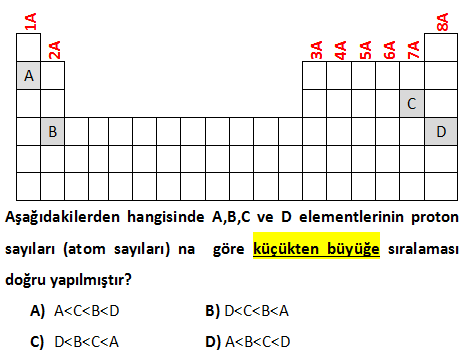 1A 8A
2A 3A 4A 5A 6A 7A
A
C
B D
Aşağıdakilerden hangisinde A,B,C ve D elementlerinin proton
sayıları (atom sayıları) na göre küçükten büyüğe sıralaması
doğru yapılmıştır?
A) A<C<B<D B) D<C<B<A
C) D<B<C<A D) A<B<C<D